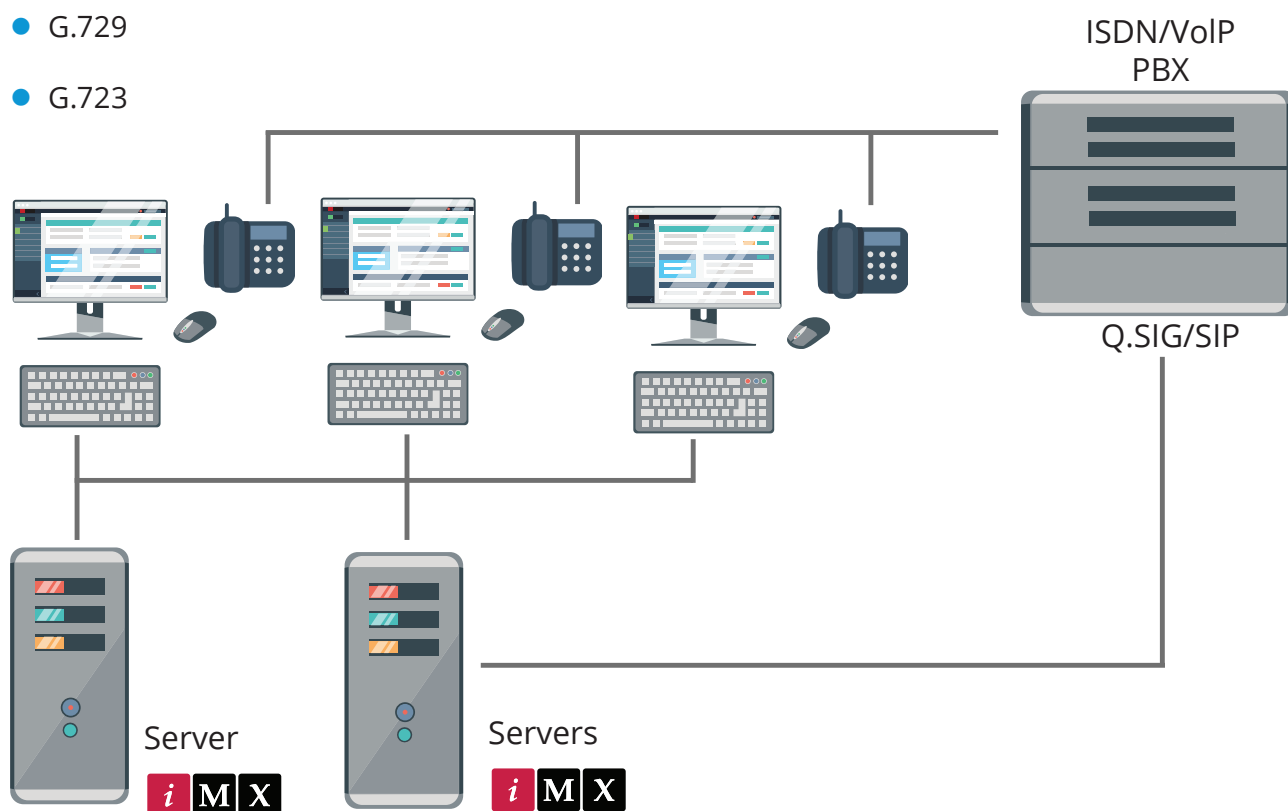 G.729
G.723
ISDN/VoIP
PBX
Q.SIG/SIP
Server
iMX
Servers
iMX